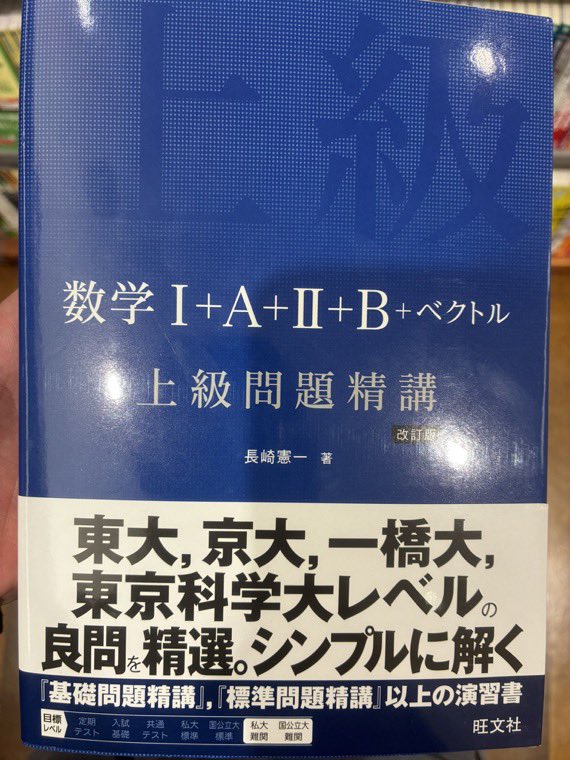 上級
数学 Ⅰ+A+Ⅱ+B+ベクトル
上級問題精講
改訂版
長崎憲一 著
東大，京大，一橋大，
東京科学大レベルの
良問を精選。シンプルに解く
『基礎問題精講』，『標準問題精講』以上の演習書
目標レベル 定期テスト 入試基礎 共通テスト 私大標準 国公立大標準 私大難関 国公立大難関
旺文社